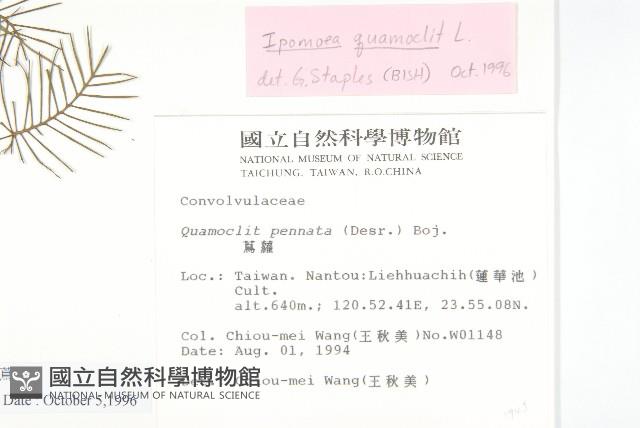 Ipomoea quamoclit L.
det. G. Staples (BISH) Oct. 1996
國立自然科學博物館
NATIONAL MUSEUM OF NATURAL SCIENCE
TAICHUNG, TAIWAN, R.O.CHINA
Convolvulaceae
Quamoclit pennata (Desr.) Boj.
蔦蘿
Loc.: Taiwan. Nantou:Liehhuachih(蓮華池)
Cult.
alt.640m.; 120.52.41E, 23.55.08N.
Col. Chiou-mei Wang(王秋美)No.W01148
Date: Aug. 01, 1994
Chiou-mei Wang(王秋美)
國立自然科學博物館
NATIONAL MUSEUM OF NATURAL SCIENCE
Date : October 5,1996